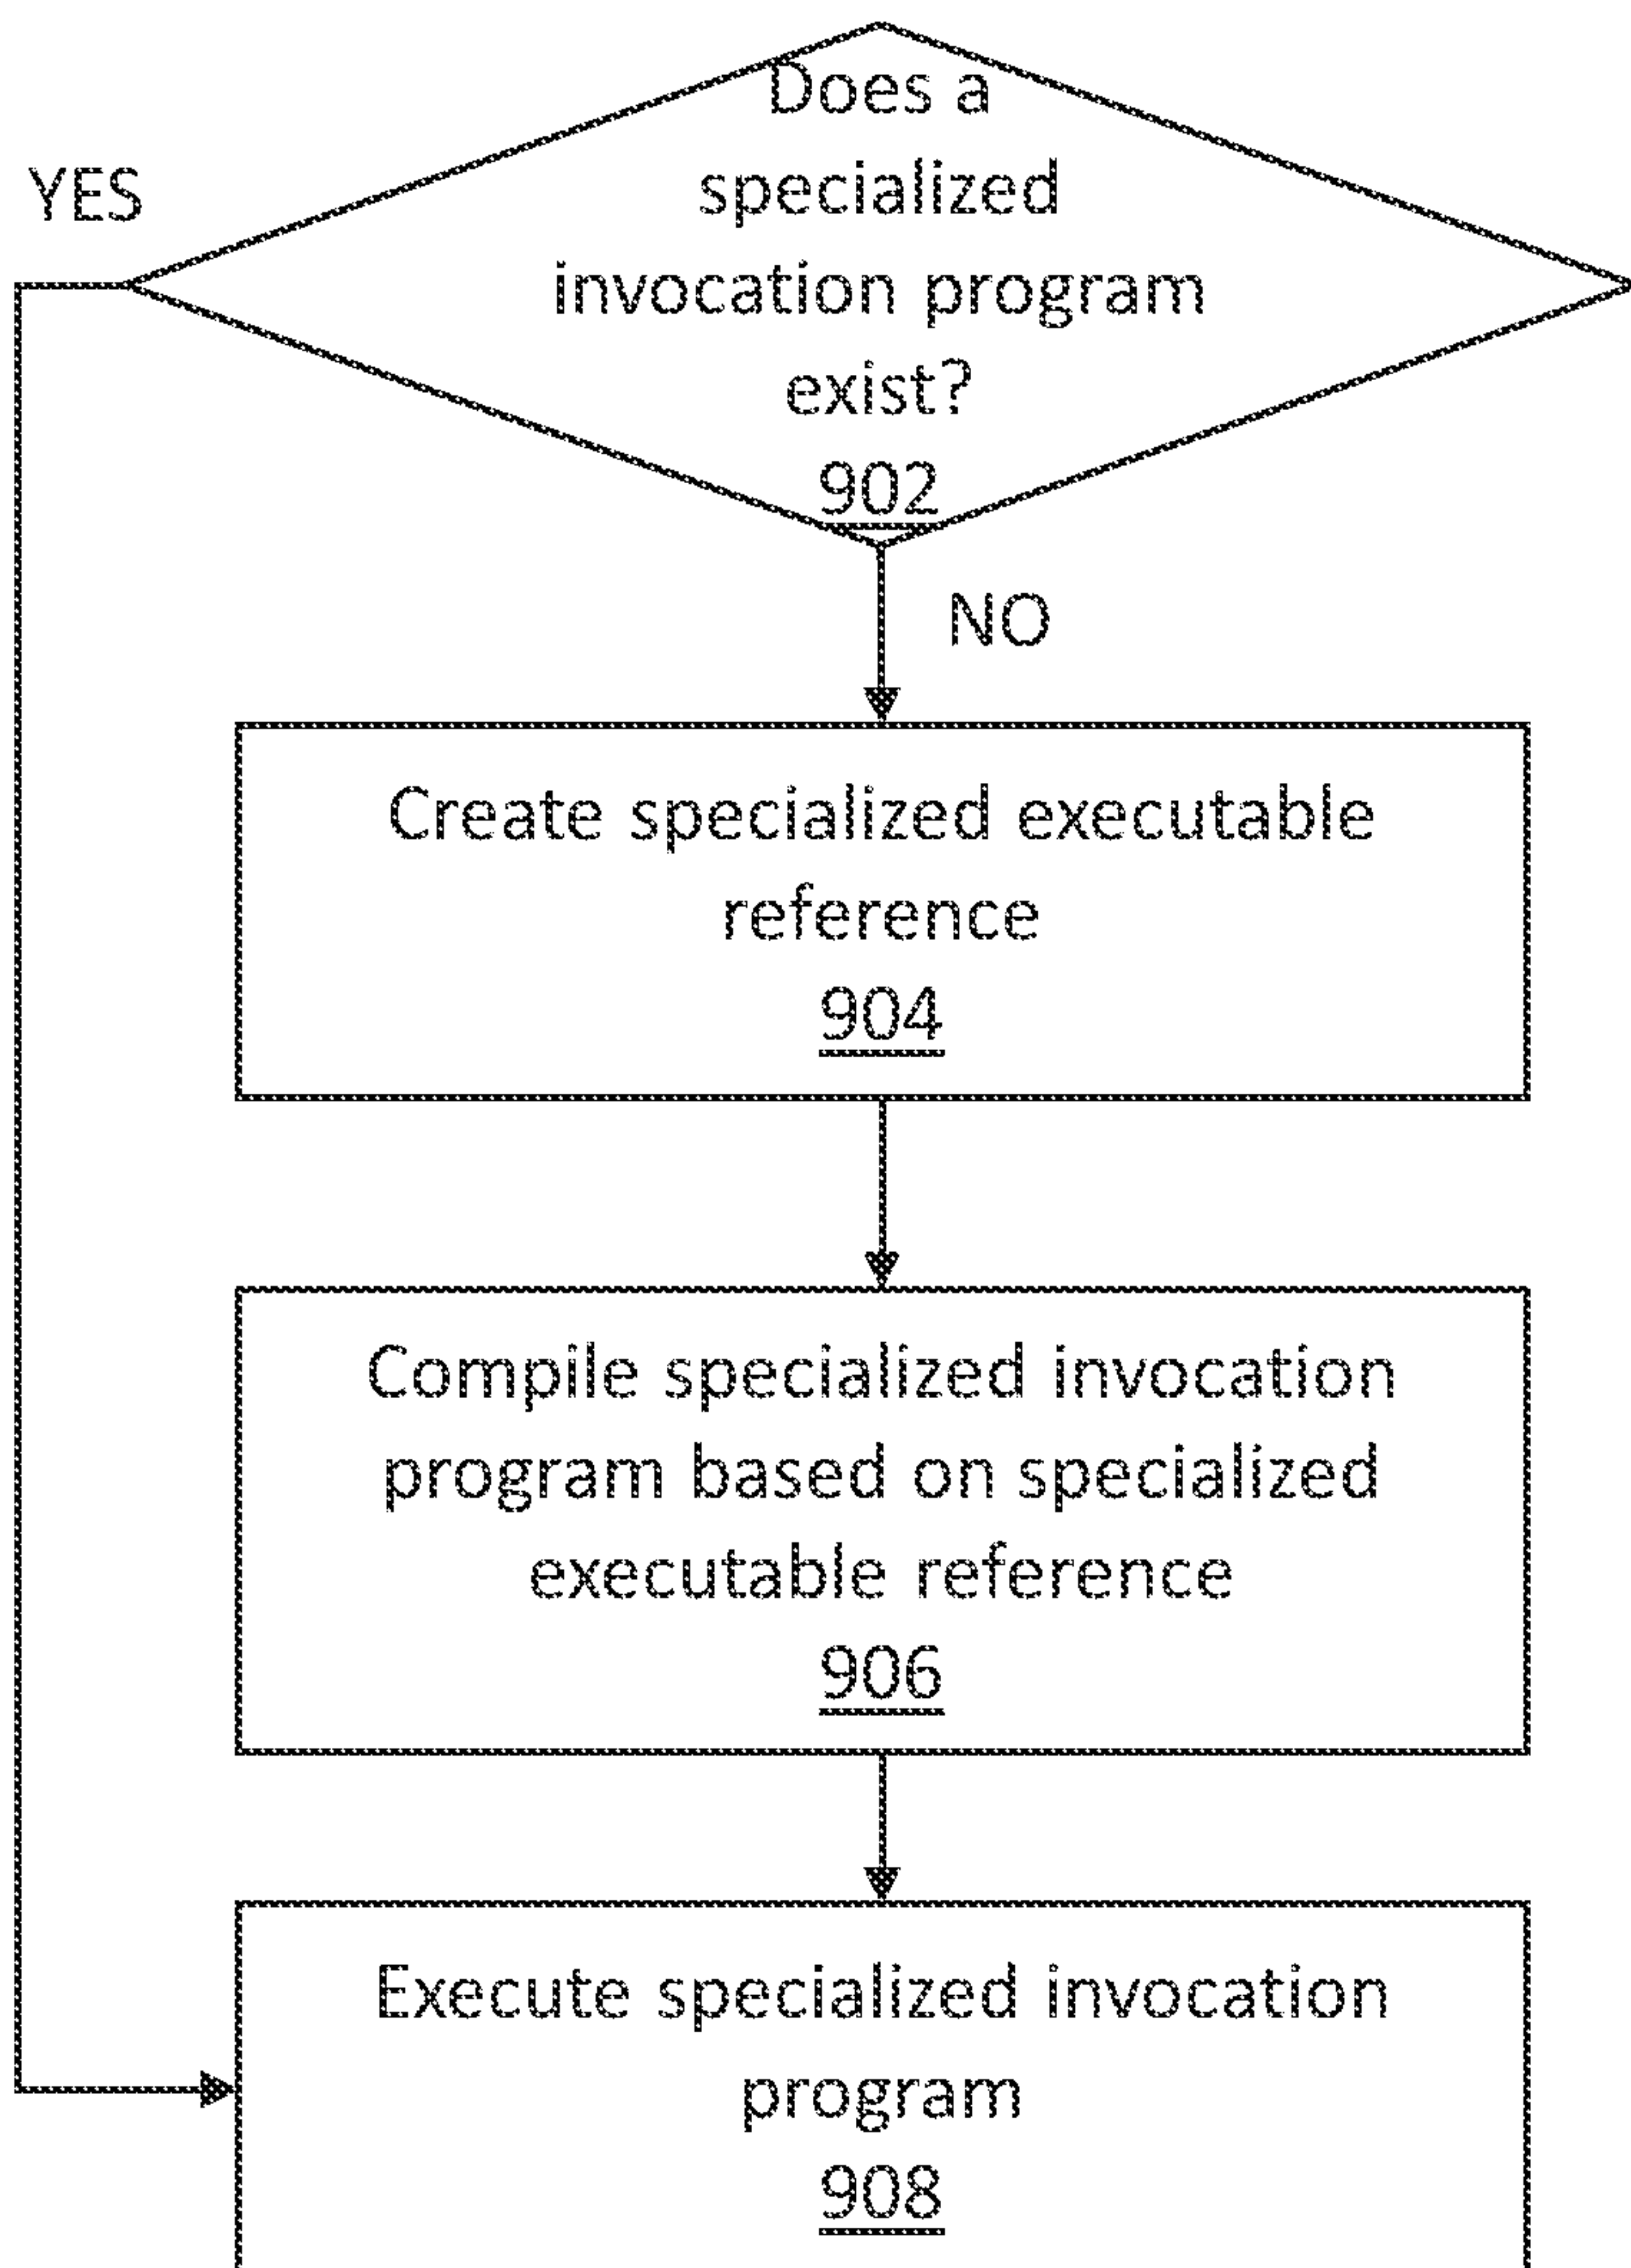 Does a
specialized
YES
invocation program
exist?
902
NO
Create specialized executable
reference
904
Compile specialized invocation
program based on specialized
executable reference
906
Execute specialized invocation
program
908